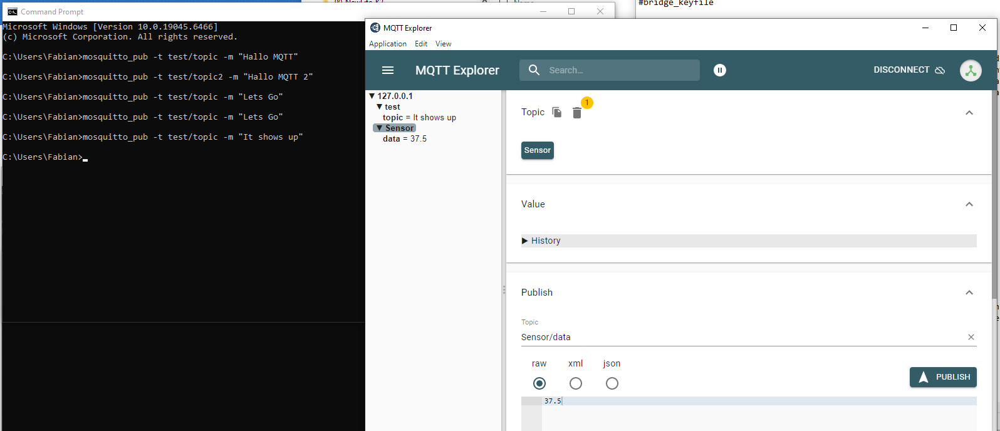 #bridge_keyfile
Command Prompt
Microsoft Windows [Version 10.0.19045.6466]
(c) Microsoft Corporation. All rights reserved.
C:\Users\Fabian>mosquitto_pub -t test/topic -m "Hallo MQTT"
C:\Users\Fabian>mosquitto_pub -t test/topic2 -m "Hallo MQTT 2"
C:\Users\Fabian>mosquitto_pub -t test/topic -m "Lets Go"
C:\Users\Fabian>mosquitto_pub -t test/topic -m "Lets Go"
C:\Users\Fabian>mosquitto_pub -t test/topic -m "It shows up"
C:\Users\Fabian>
MQTT Explorer
Application Edit View
MQTT Explorer
Search...
DISCONNECT
▼ 127.0.0.1
▼ test
topic = It shows up
▼ Sensor
data = 37.5
Topic
1
Sensor
Value
▶ History
Publish
Topic
Sensor/data
raw xml json
PUBLISH
37.5